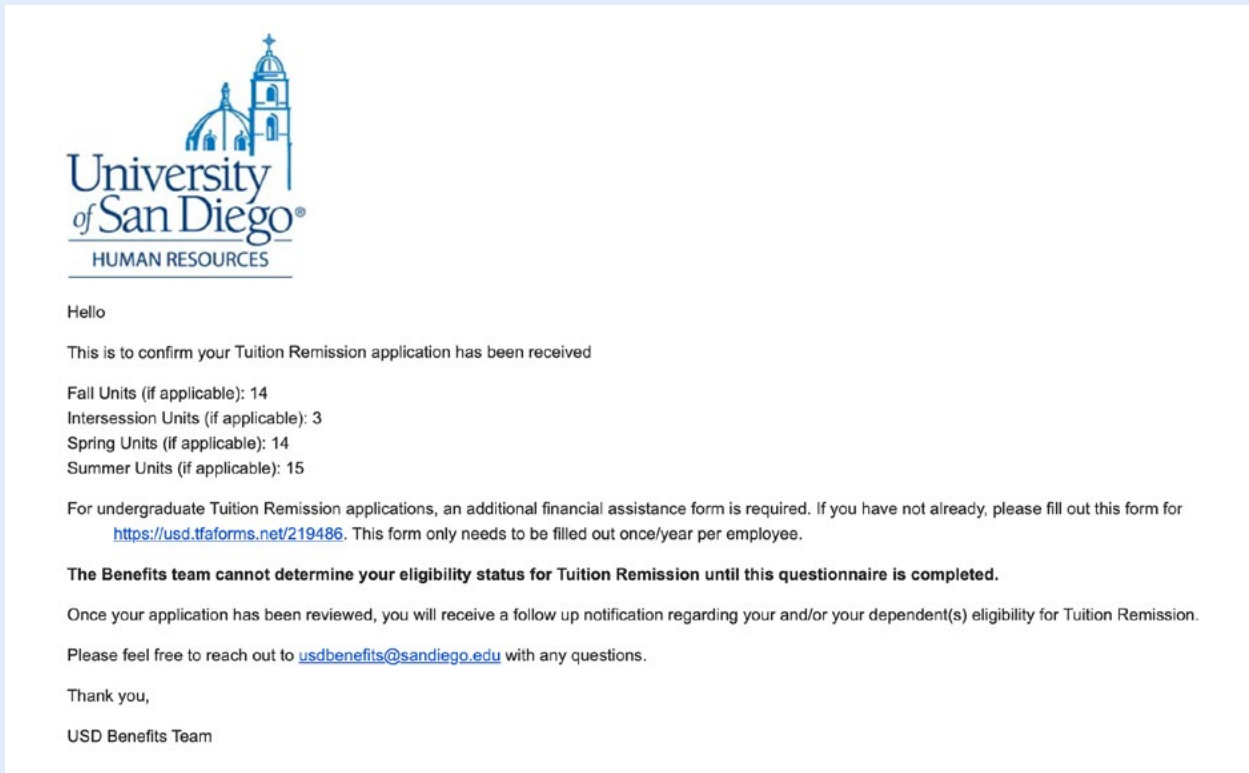 University
of San Diego®
HUMAN RESOURCES
Hello
This is to confirm your Tuition Remission application has been received
Fall Units (if applicable): 14
Intersession Units (if applicable): 3
Spring Units (if applicable): 14
Summer Units (if applicable): 15
For undergraduate Tuition Remission applications, an additional financial assistance form is required. If you have not already, please fill out this form for
https://usd.tfaforms.net/219486. This form only needs to be filled out once/year per employee.
The Benefits team cannot determine your eligibility status for Tuition Remission until this questionnaire is completed.
Once your application has been reviewed, you will receive a follow up notification regarding your and/or your dependent(s) eligibility for Tuition Remission.
Please feel free to reach out to usdbenefits@sandiego.edu with any questions.
Thank you,
USD Benefits Team